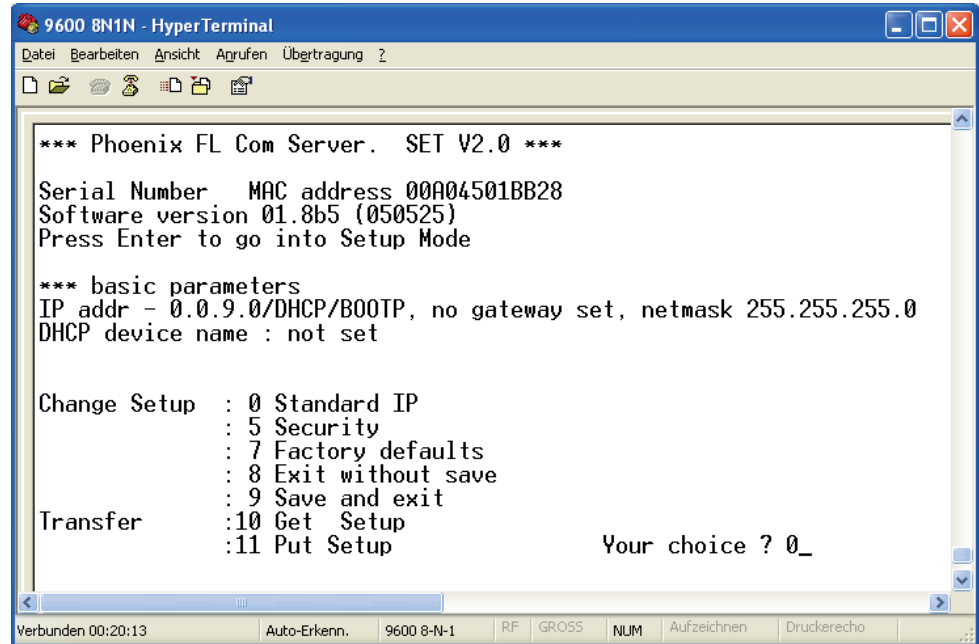 9600 8N1N - HyperTerminal
Datei Bearbeiten Ansicht Anrufen Übertragung ?
*** Phoenix FL Com Server.  SET V2.0 ***
Serial Number   MAC address 00A04501BB28
Software version 01.8b5 (050525)
Press Enter to go into Setup Mode
*** basic parameters
IP addr - 0.0.9.0/DHCP/BOOTP, no gateway set, netmask 255.255.255.0
DHCP device name : not set
Change Setup  : 0 Standard IP
: 5 Security
: 7 Factory defaults
: 8 Exit without save
: 9 Save and exit
Transfer      :10 Get  Setup
:11 Put Setup               Your choice ? 0_
Verbunden 00:20:13 Auto-Erkenn. 9600 8-N-1 RF GROSS NUM Aufzeichnen Druckerecho